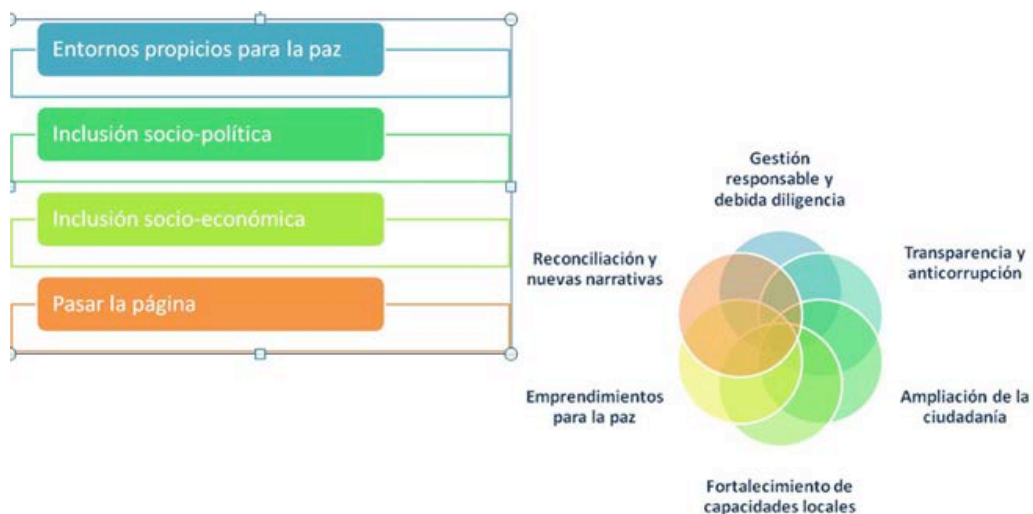 Entornos propicios para la paz
Inclusión socio-política
Inclusión socio-económica
Pasar la página
Gestión
responsable y
debida diligencia
Transparencia y
anticorrupción
Ampliación de la
ciudadanía
Fortalecimiento de
capacidades locales
Emprendimientos
para la paz
Reconciliación y
nuevas narrativas